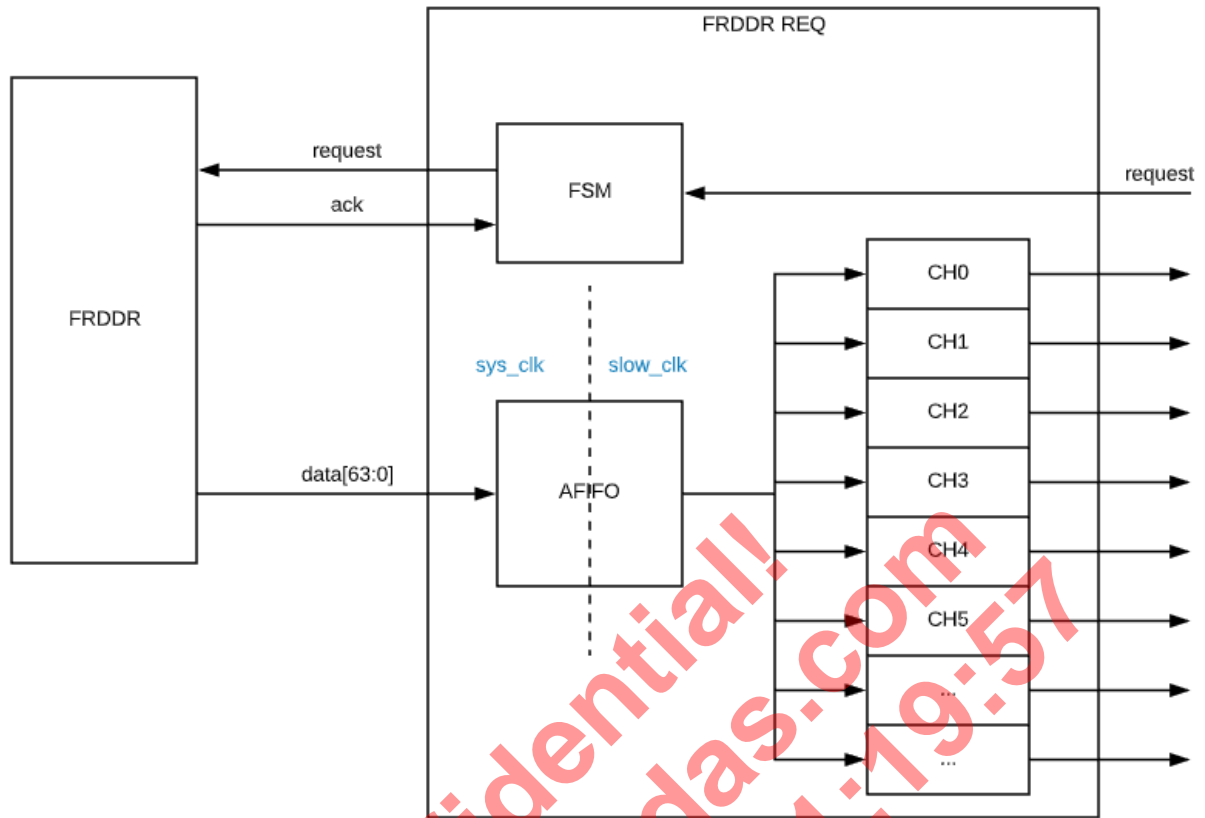 FRDDR REQ
request
ack
FSM
request
FRDDR
sys_clk
slow_clk
data[63:0]
AFIFO
CH0
CH1
CH2
CH3
CH4
CH5
...
...
idential!
das.com
:19:57